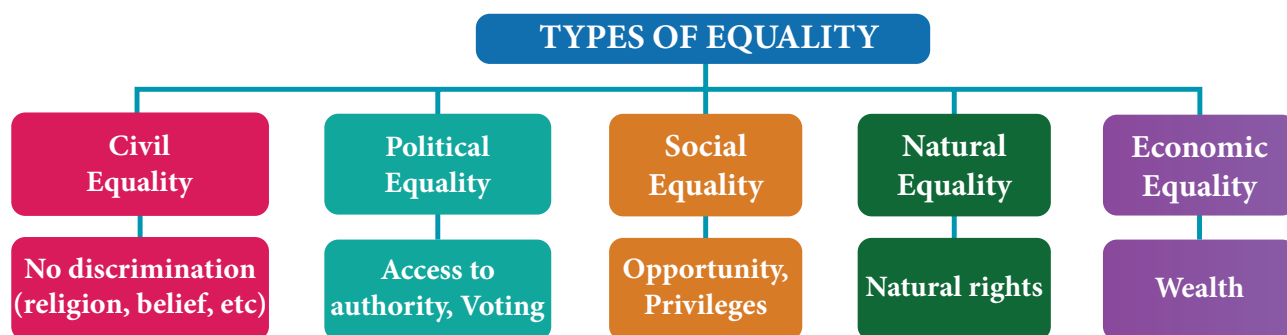 TYPES OF EQUALITY
Civil
Equality
Political
Equality
Social
Equality
Natural
Equality
Economic
Equality
No discrimination
(religion, belief, etc)
Access to
authority, Voting
Opportunity,
Privileges
Natural rights
Wealth